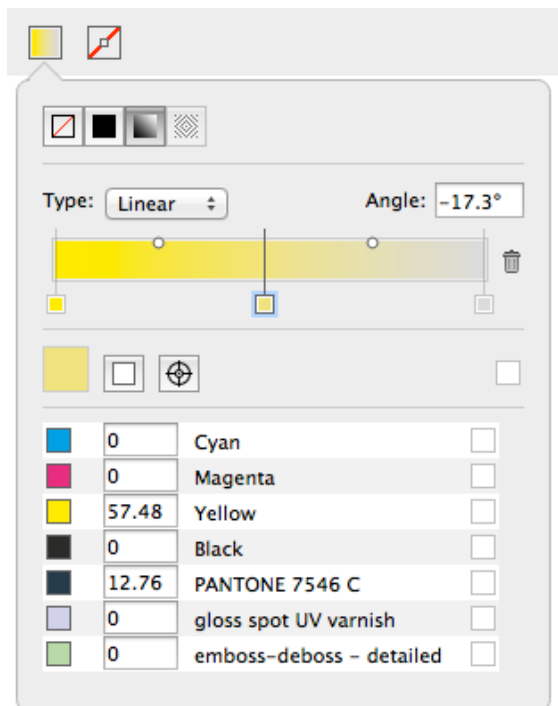 Type: Linear Angle: -17.3°
0 Cyan
0 Magenta
57.48 Yellow
0 Black
12.76 PANTONE 7546 C
0 gloss spot UV varnish
0 emboss-deboss - detailed